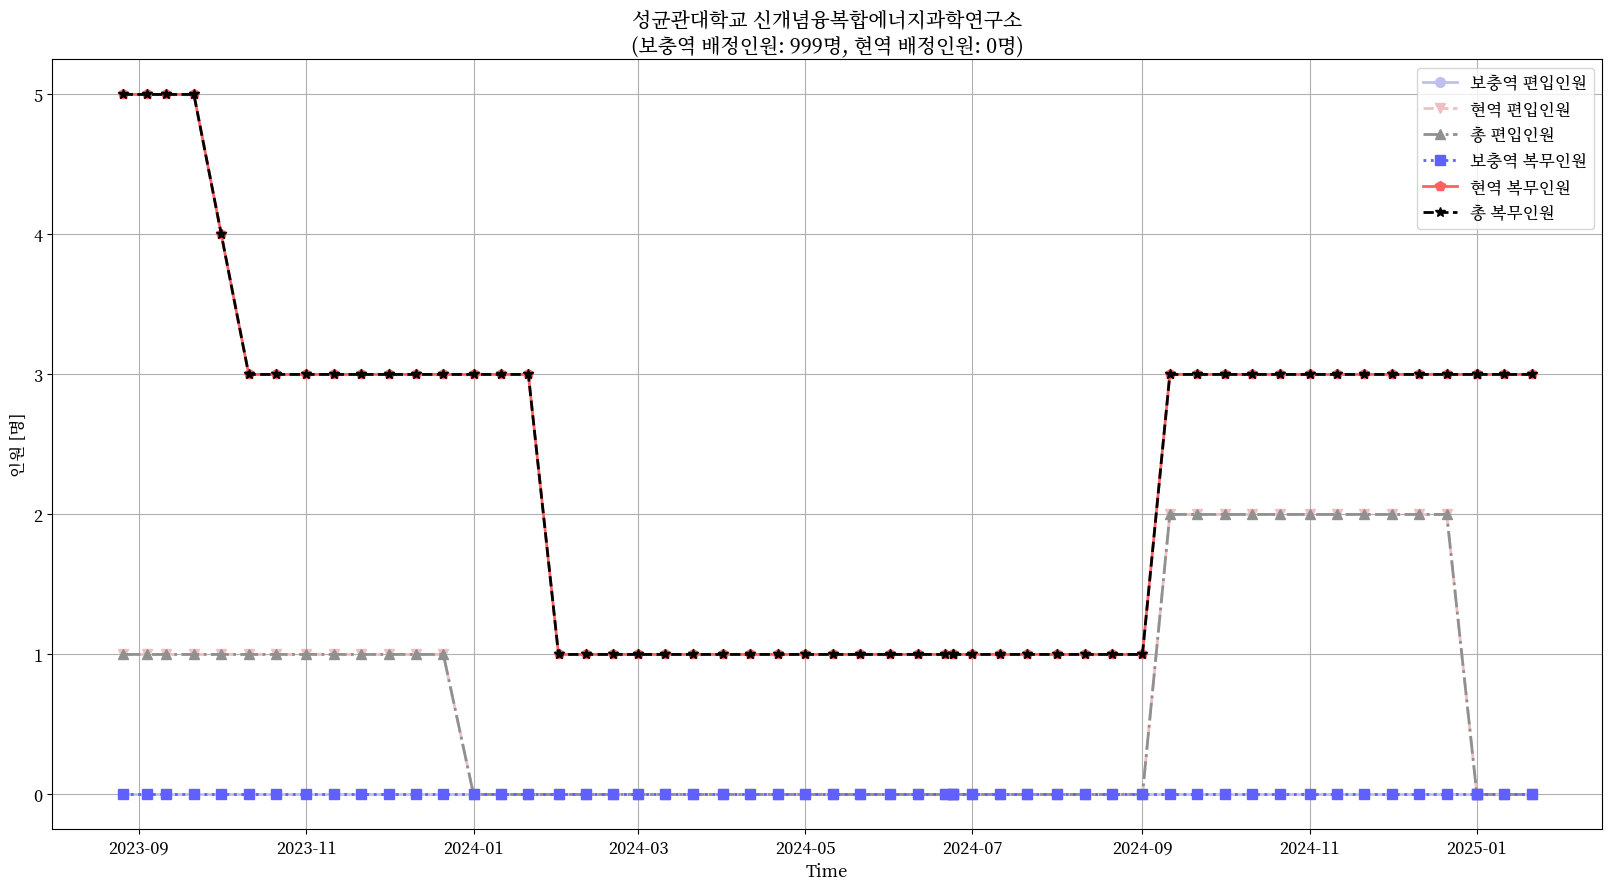 성균관대학교 신개념융복합에너지과학연구소
(보충역 배정인원: 999명, 현역 배정인원: 0명)
보충역 편입인원
현역 편입인원
총 편입인원
보충역 복무인원
현역 복무인원
총 복무인원
인원 [명]
5
4
3
2
1
0
2023-09
2023-11
2024-01
2024-03
2024-05
2024-07
2024-09
2024-11
2025-01
Time